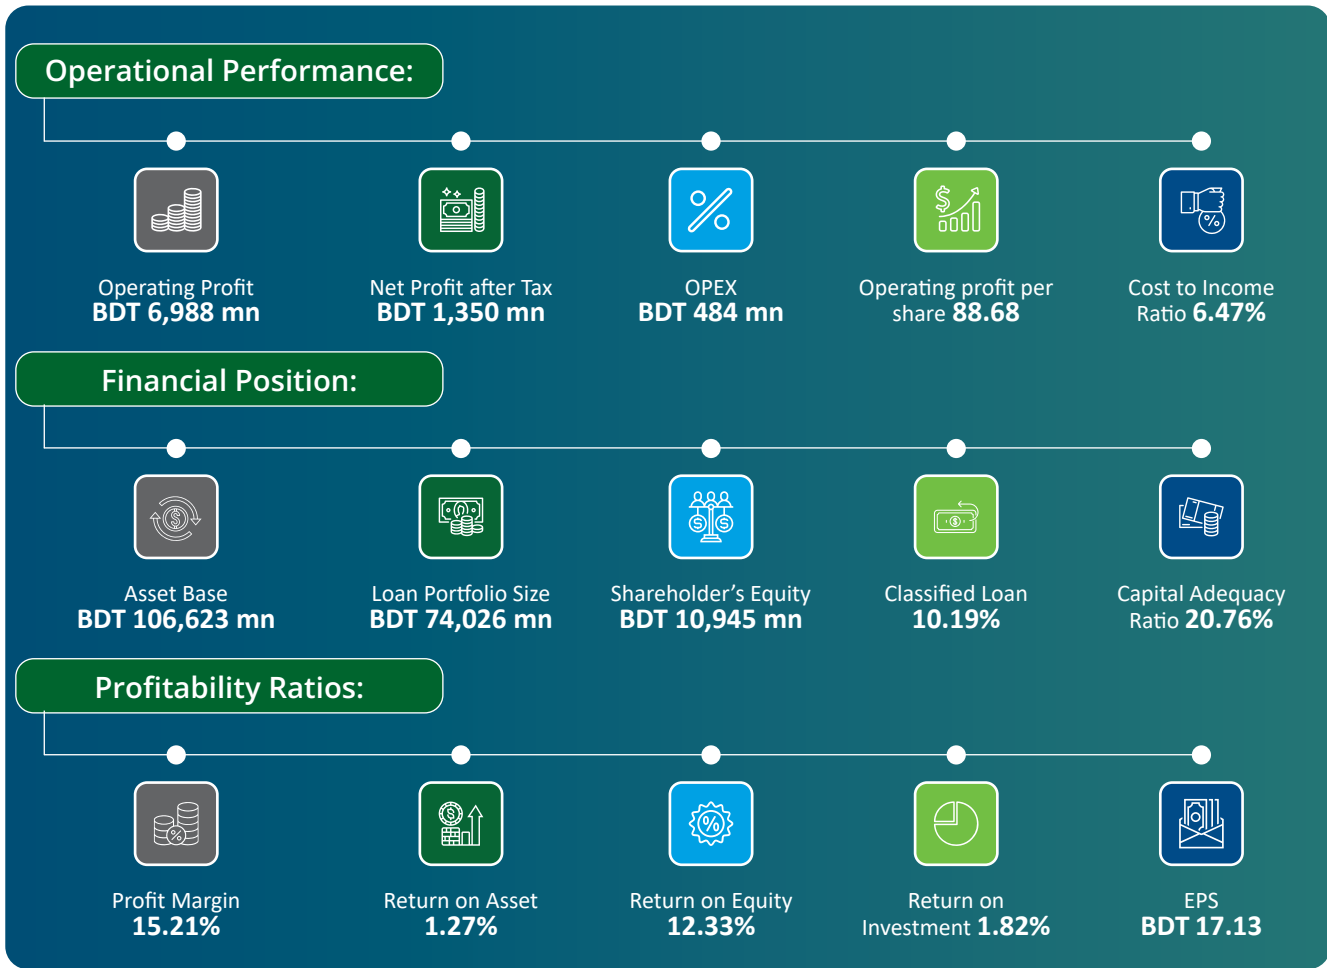 Operational Performance:
Operating Profit
BDT 6,988 mn
Net Profit after Tax
BDT 1,350 mn
OPEX
BDT 484 mn
Operating profit per
share 88.68
Cost to Income
Ratio 6.47%
Financial Position:
Asset Base
BDT 106,623 mn
Loan Portfolio Size
BDT 74,026 mn
Shareholder’s Equity
BDT 10,945 mn
Classified Loan
10.19%
Capital Adequacy
Ratio 20.76%
Profitability Ratios:
Profit Margin
15.21%
Return on Asset
1.27%
Return on Equity
12.33%
Return on
Investment 1.82%
EPS
BDT 17.13